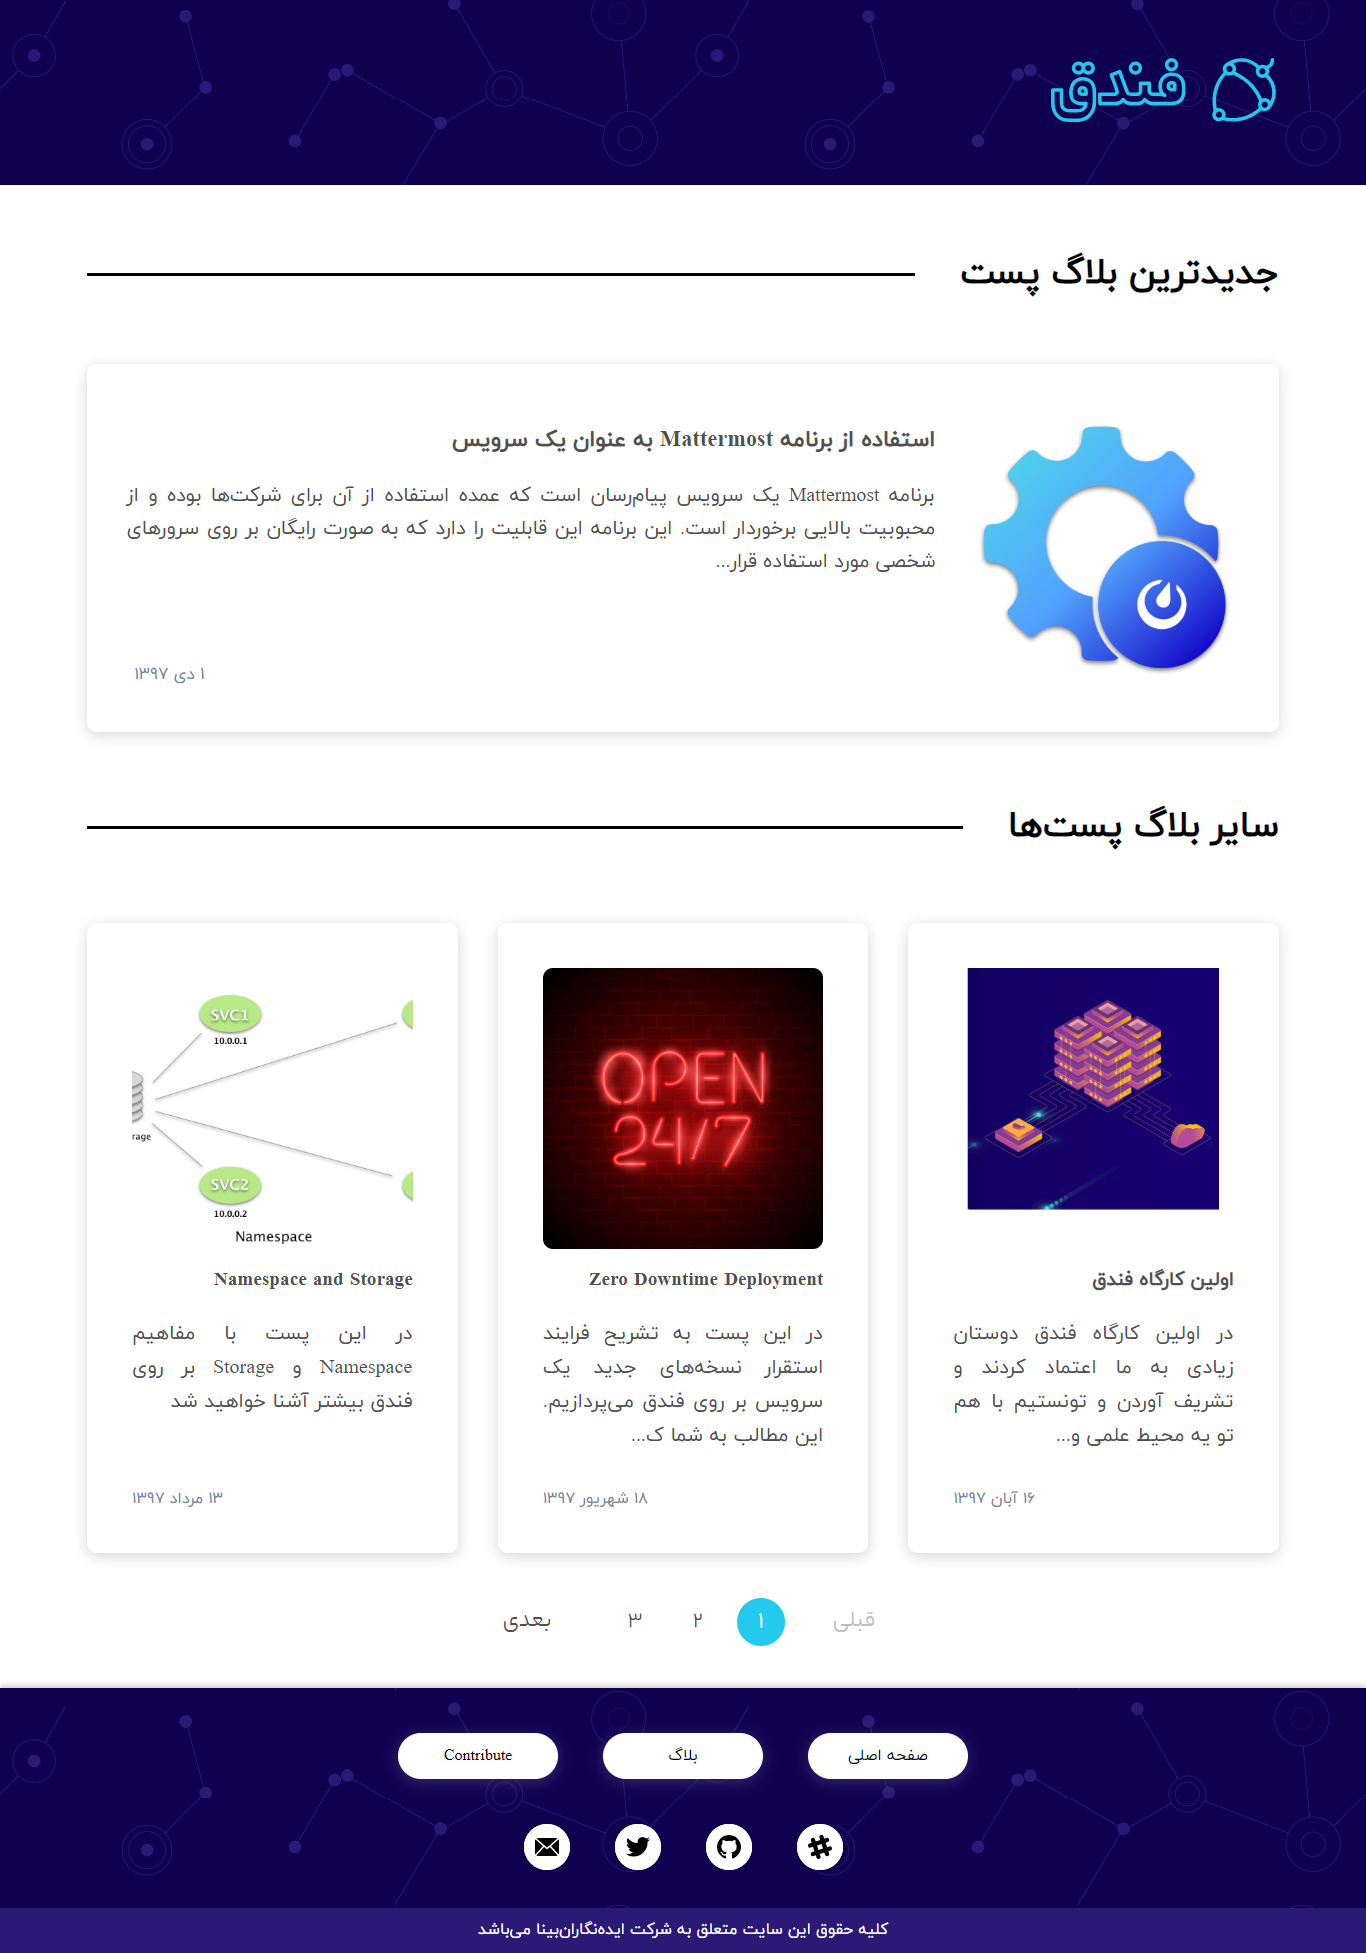 فندق
جدیدترین بلاگ پست
استفاده از برنامه Mattermost به عنوان یک سرویس
برنامه Mattermost یک سرویس پیام‌رسان است که عمده استفاده از آن برای شرکت‌ها بوده و از
محبوبیت بالایی برخوردار است. این برنامه این قابلیت را دارد که به صورت رایگان بر روی سرورهای
شخصی مورد استفاده قرار...
۱ دی ۱۳۹۷
سایر بلاگ پست‌ها
اولین کارگاه فندق
در اولین کارگاه فندق دوستان
زیادی به ما اعتماد کردند و
تشریف آوردن و تونستیم با هم
تو یه محیط علمی و...
۱۶ آبان ۱۳۹۷
OPEN
24/7
Zero Downtime Deployment
در این پست به تشریح فرایند
استقرار نسخه‌های جدید یک
سرویس بر روی فندق می‌پردازیم.
این مطالب به شما ک...
۱۸ شهریور ۱۳۹۷
SVC1
10.0.0.1
rage
SVC2
10.0.0.2
Namespace
Namespace and Storage
در این پست با مفاهیم
Namespace و Storage بر روی
فندق بیشتر آشنا خواهید شد
۱۳ مرداد ۱۳۹۷
قبلی ۱ ۲ ۳ بعدی
صفحه اصلی بلاگ Contribute
کلیه حقوق این سایت متعلق به شرکت ایده‌نگاران‌بینا می‌باشد